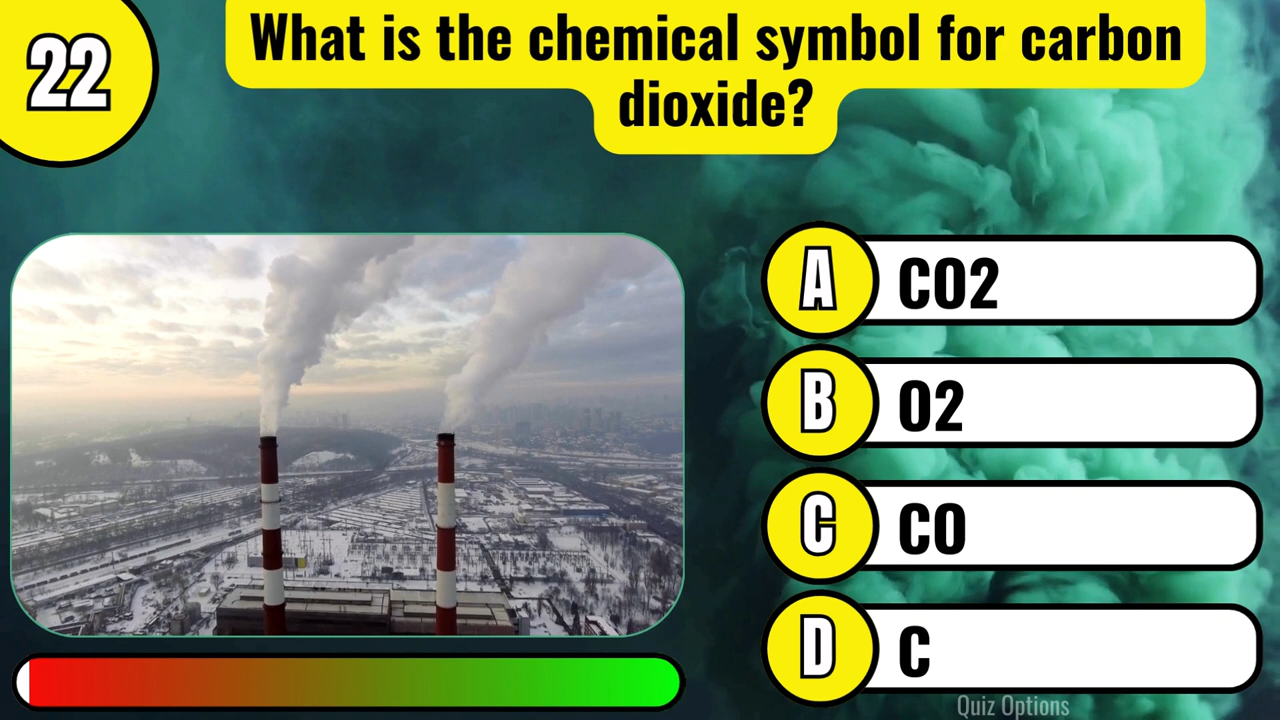 22
What is the chemical symbol for carbon
dioxide?
A CO2
B O2
C CO
D C
Quiz Options